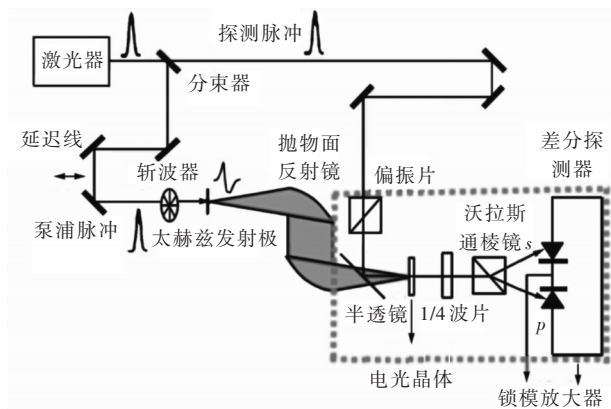 探测脉冲
激光器
分束器
延迟线
斩波器
抛物面
反射镜
偏振片
差分探
测器
泵浦脉冲
太赫兹发射极
沃拉斯
通棱镜
s
半透镜
1/4波片
p
电光晶体
锁模放大器